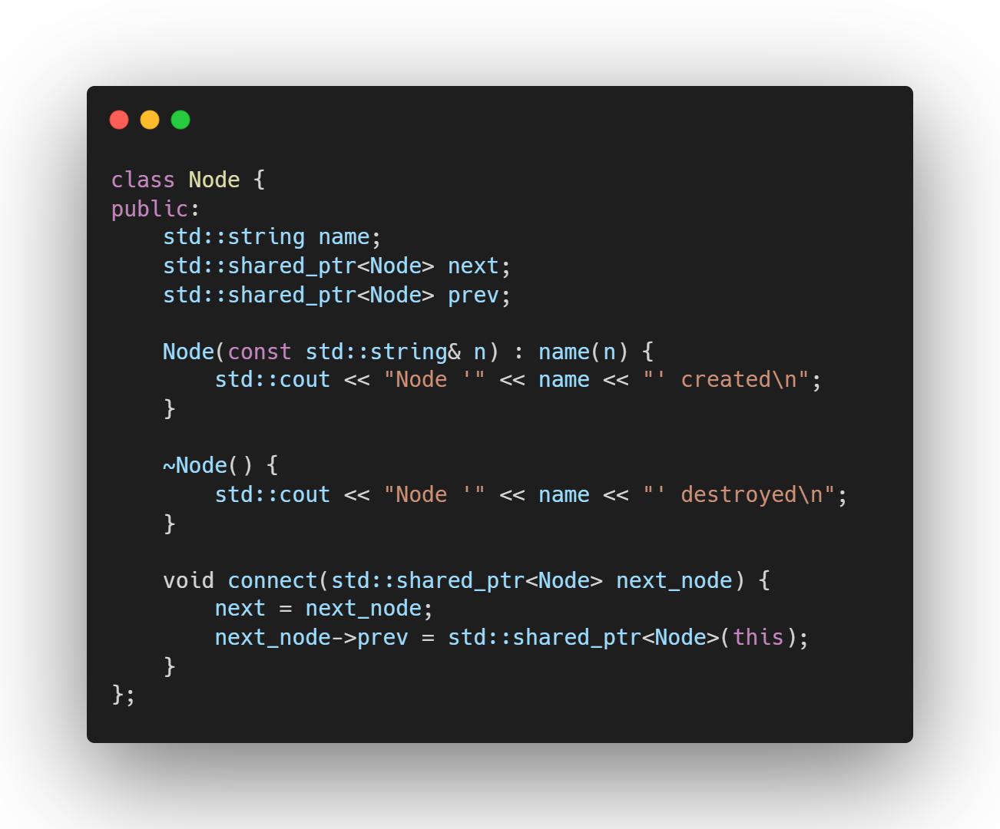 class Node {
public:
    std::string name;
    std::shared_ptr<Node> next;
    std::shared_ptr<Node> prev;

    Node(const std::string& n) : name(n) {
        std::cout << "Node '" << name << "' created\n";
    }

    ~Node() {
        std::cout << "Node '" << name << "' destroyed\n";
    }

    void connect(std::shared_ptr<Node> next_node) {
        next = next_node;
        next_node->prev = std::shared_ptr<Node>(this);
    }
};